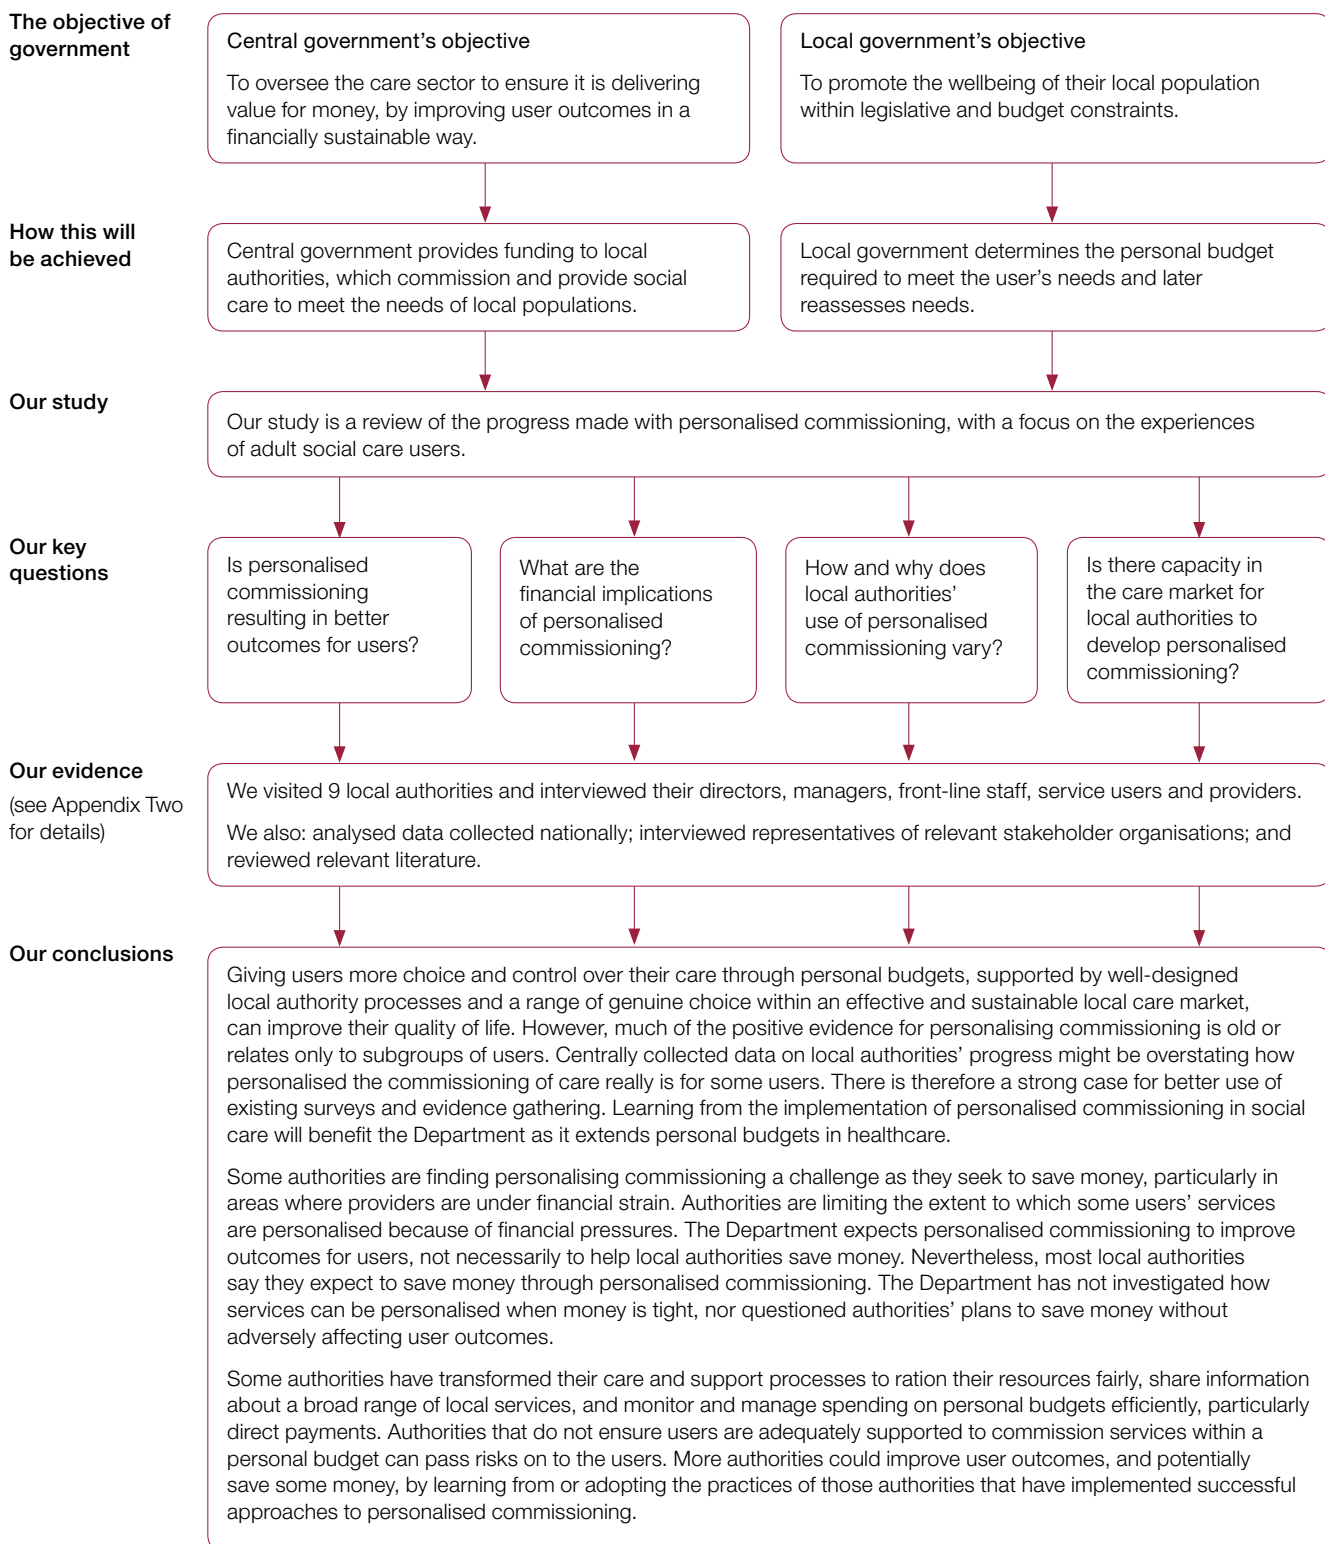 The objective of
government
Central government’s objective
To oversee the care sector to ensure it is delivering
value for money, by improving user outcomes in a
financially sustainable way.
Local government’s objective
To promote the wellbeing of their local population
within legislative and budget constraints.
How this will
be achieved
Central government provides funding to local
authorities, which commission and provide social
care to meet the needs of local populations.
Local government determines the personal budget
required to meet the user’s needs and later
reassesses needs.
Our study
Our study is a review of the progress made with personalised commissioning, with a focus on the experiences
of adult social care users.
Our key
questions
Is personalised
commissioning
resulting in better
outcomes for users?
What are the
financial implications
of personalised
commissioning?
How and why does
local authorities’
use of personalised
commissioning vary?
Is there capacity in
the care market for
local authorities to
develop personalised
commissioning?
Our evidence
(see Appendix Two
for details)
We visited 9 local authorities and interviewed their directors, managers, front-line staff, service users and providers.
We also: analysed data collected nationally; interviewed representatives of relevant stakeholder organisations; and
reviewed relevant literature.
Our conclusions
Giving users more choice and control over their care through personal budgets, supported by well-designed
local authority processes and a range of genuine choice within an effective and sustainable local care market,
can improve their quality of life. However, much of the positive evidence for personalising commissioning is old or
relates only to subgroups of users. Centrally collected data on local authorities’ progress might be overstating how
personalised the commissioning of care really is for some users. There is therefore a strong case for better use of
existing surveys and evidence gathering. Learning from the implementation of personalised commissioning in social
care will benefit the Department as it extends personal budgets in healthcare.
Some authorities are finding personalising commissioning a challenge as they seek to save money, particularly in
areas where providers are under financial strain. Authorities are limiting the extent to which some users’ services
are personalised because of financial pressures. The Department expects personalised commissioning to improve
outcomes for users, not necessarily to help local authorities save money. Nevertheless, most local authorities
say they expect to save money through personalised commissioning. The Department has not investigated how
services can be personalised when money is tight, nor questioned authorities’ plans to save money without
adversely affecting user outcomes.
Some authorities have transformed their care and support processes to ration their resources fairly, share information
about a broad range of local services, and monitor and manage spending on personal budgets efficiently, particularly
direct payments. Authorities that do not ensure users are adequately supported to commission services within a
personal budget can pass risks on to the users. More authorities could improve user outcomes, and potentially
save some money, by learning from or adopting the practices of those authorities that have implemented successful
approaches to personalised commissioning.